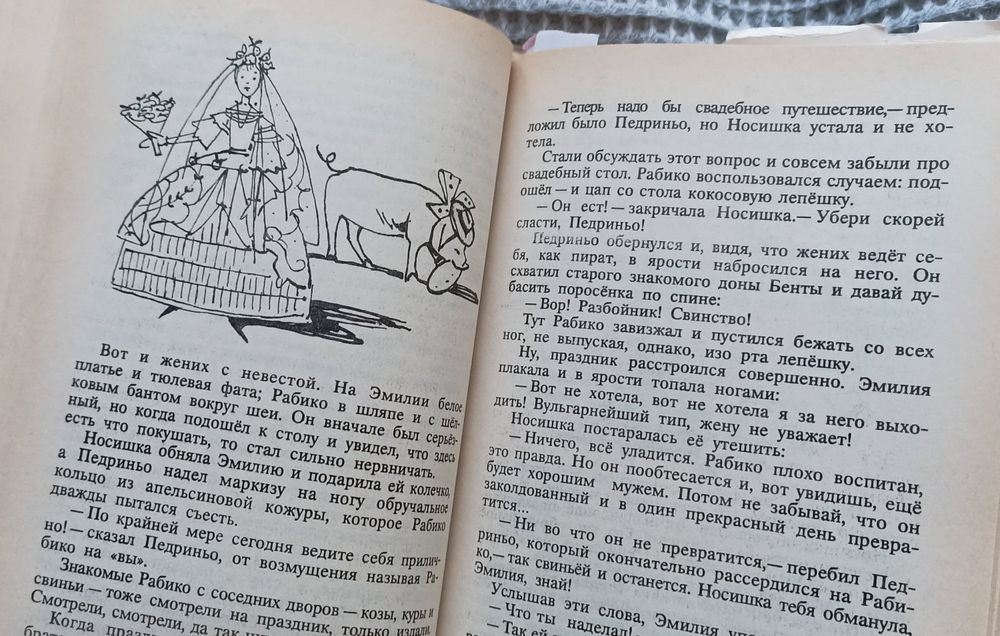 Вот и жених с невестой. На Эмилии белое
платье и тюлевая фата; Рабико в шляпе и с шёл-
ковым бантом вокруг шеи. Он вначале был серьёз-
ный, но когда подошёл к столу и увидел, что здесь
есть что покушать, то стал сильно нервничать.
Носишка обняла Эмилию и подарила ей колечко,
а Педриньо надел маркизу на ногу обручальное
кольцо из апельсиновой кожуры, которое Рабико
дважды пытался съесть.
— По крайней мере сегодня ведите себя прилич-
но! — сказал Педриньо, от возмущения называя Ра-
бико на «вы».
Знакомые Рабико с соседних дворов — козы, куры и
свиньи — тоже смотрели на праздник, только издали.
Смотрели, смотрели, да так
Когда
— Теперь надо бы свадебное путешествие,— пред-
ложил было Педриньо, но Носишка устала и не хо-
тела.
Стали обсуждать этот вопрос и совсем забыли про
свадебный стол. Рабико воспользовался случаем: под-
ошёл — и цап со стола кокосовую лепёшку.
— Он ест! — закричала Носишка.— Убери скорей
сласти, Педриньо!
Педриньо обернулся и, видя, что жених ведёт се-
бя, как пират, в ярости набросился на него. Он
схватил старого знакомого доны Бенты и давай ду-
басить поросёнка по спине:
— Вор! Разбойник! Свинство!
Тут Рабико завизжал и пустился бежать со всех
ног, не выпуская, однако, изо рта лепёшку.
Ну, праздник расстроился совершенно. Эмилия
плакала и в ярости топала ногами:
— Вот не хотела, вот не хотела я за него выхо-
дить! Вульгарнейший тип, жену не уважает!
Носишка постаралась её утешить:
— Ничего, всё уладится. Рабико плохо воспитан,
это правда. Но он пообтесается и, вот увидишь, ещё
будет хорошим мужем. Потом не забывай, что он
заколдованный и в один прекрасный день превра-
тится...
— Ни во что он не превратится,— перебил Пед-
риньо, который окончательно рассердился на Раби-
ко,— так свиньёй и останется. Носишка тебя обманула,
Эмилия, знай!
Услышав эти слова, Эмилия
— Что ты наделал!
— Так ей